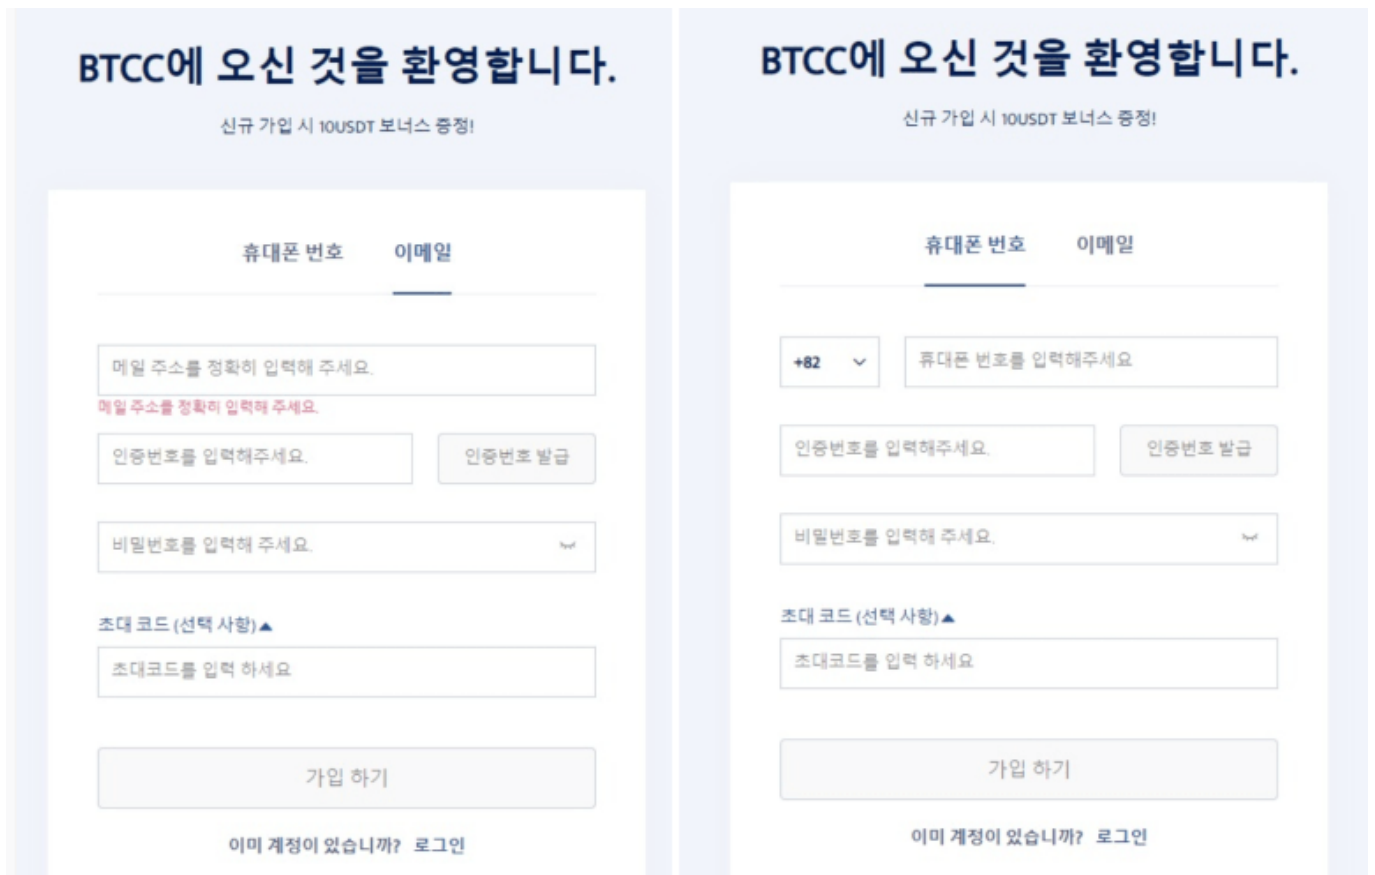 BTCC에 오신 것을 환영합니다.
신규 가입 시 10USDT 보너스 증정!
휴대폰 번호 이메일
메일 주소를 정확히 입력해 주세요.
메일 주소를 정확히 입력해 주세요.
인증번호를 입력해주세요. 인증번호 발급
비밀번호를 입력해 주세요.
초대 코드 (선택 사항)▲
초대코드를 입력 하세요
가입 하기
이미 계정이 있습니까? 로그인
BTCC에 오신 것을 환영합니다.
신규 가입 시 10USDT 보너스 증정!
휴대폰 번호 이메일
+82 휴대폰 번호를 입력해주세요
인증번호를 입력해주세요. 인증번호 발급
비밀번호를 입력해 주세요.
초대 코드 (선택 사항)▲
초대코드를 입력 하세요
가입 하기
이미 계정이 있습니까? 로그인